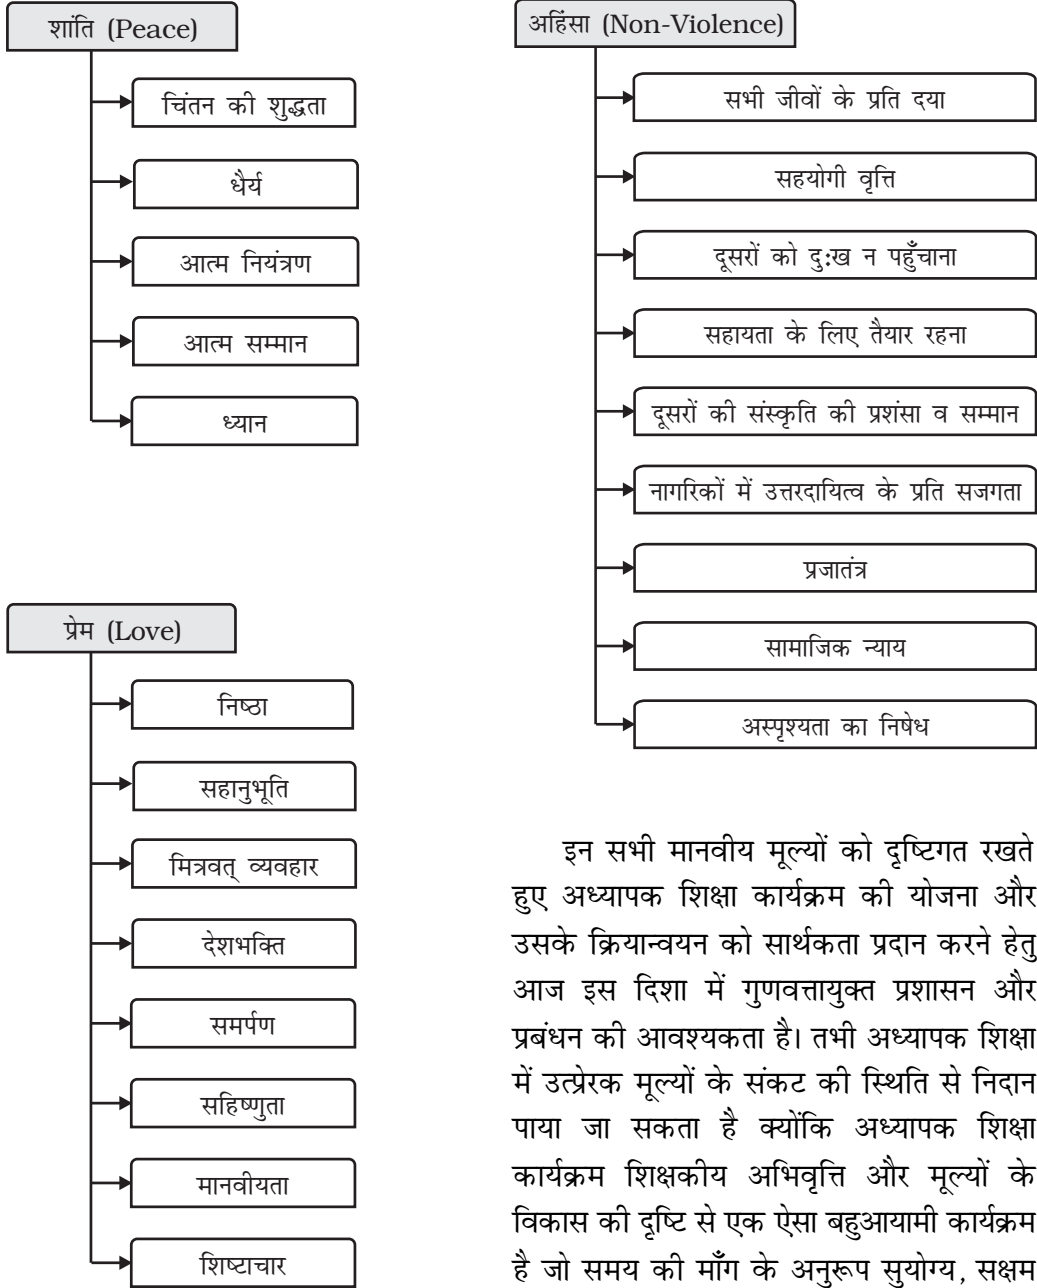 शांति (Peace)
चिंतन की शुद्धता
धैर्य
आत्म नियंत्रण
आत्म सम्मान
ध्यान
प्रेम (Love)
निष्ठा
सहानुभूति
मित्रवत् व्यवहार
देशभक्ति
समर्पण
सहिष्णुता
मानवीयता
शिष्टाचार
अहिंसा (Non-Violence)
सभी जीवों के प्रति दया
सहयोगी वृत्ति
दूसरों को दुःख न पहुँचाना
सहायता के लिए तैयार रहना
दूसरों की संस्कृति की प्रशंसा व सम्मान
नागरिकों में उत्तरदायित्व के प्रति सजगता
प्रजातंत्र
सामाजिक न्याय
अस्पृश्यता का निषेध
इन सभी मानवीय मूल्यों को दृष्टिगत रखते
हुए अध्यापक शिक्षा कार्यक्रम की योजना और
उसके क्रियान्वयन को सार्थकता प्रदान करने हेतु
आज इस दिशा में गुणवत्तायुक्त प्रशासन और
प्रबंधन की आवश्यकता है। तभी अध्यापक शिक्षा
में उत्प्रेरक मूल्यों के संकट की स्थिति से निदान
पाया जा सकता है क्योंकि अध्यापक शिक्षा
कार्यक्रम शिक्षकीय अभिवृत्ति और मूल्यों के
विकास की दृष्टि से एक ऐसा बहुआयामी कार्यक्रम
है जो समय की माँग के अनुरूप सुयोग्य, सक्षम